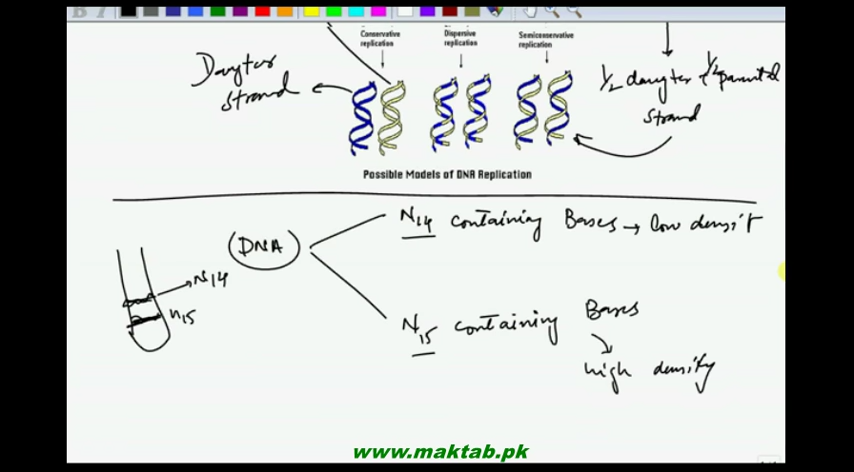 B I
Conservative replication
Dispersive replication
Semiconservative replication
Daughter strand
1/2 daughter + 1/2 parental strand
Possible Models of DNA Replication
(DNA)
N14 containing Bases → low densit
N14
n15
N15 containing Bases
high density
www.maktab.pk